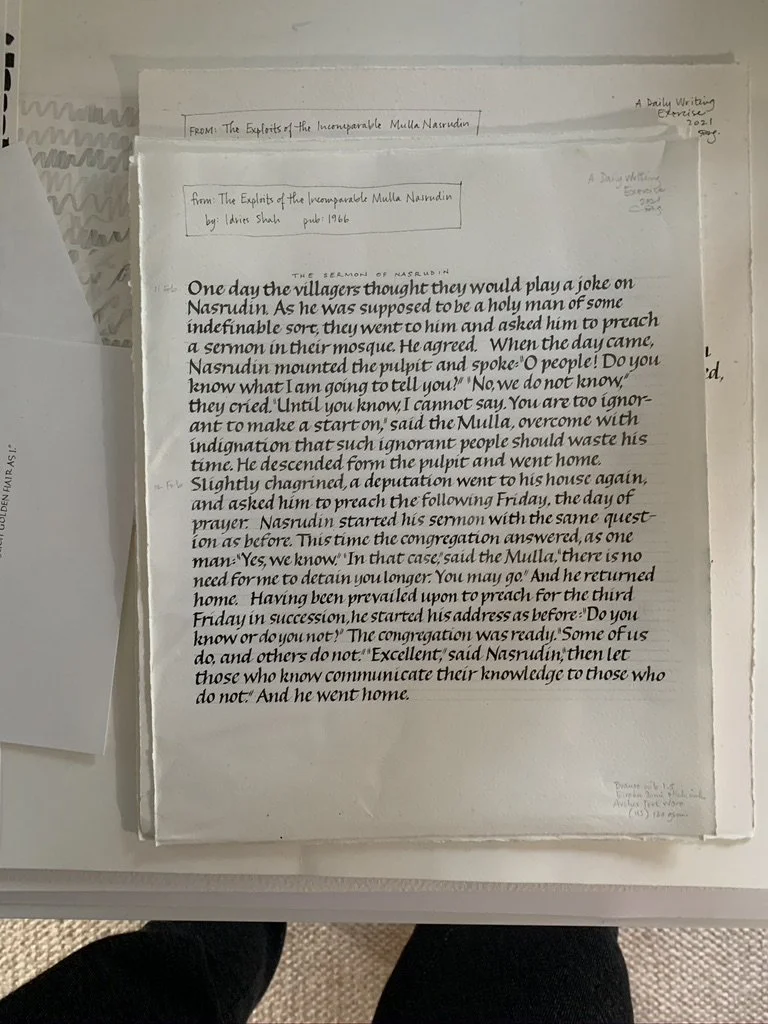 FROM: The Exploits of the Incomparable Mulla Nasrudin
A Daily Writing
Exercise
2021
from: The Exploits of the Incomparable Mulla Nasrudin
by: Idries Shah pub: 1966
A Daily Writing
Exercise
2021
THE SERMON OF NASRUDIN
One day the villagers thought they would play a joke on
Nasrudin. As he was supposed to be a holy man of some
indefinable sort, they went to him and asked him to preach
a sermon in their mosque. He agreed. When the day came,
Nasrudin mounted the pulpit and spoke: "O people! Do you
know what I am going to tell you?" "No, we do not know,"
they cried. "Until you know, I cannot say. You are too ignor-
ant to make a start on," said the Mulla, overcome with
indignation that such ignorant people should waste his
time. He descended form the pulpit and went home.
Slightly chagrined, a deputation went to his house again,
and asked him to preach the following Friday, the day of
prayer. Nasrudin started his sermon with the same quest-
ion as before. This time the congregation answered, as one
man: "Yes, we know." "In that case," said the Mulla, "there is no
need for me to detain you longer. You may go." And he returned
home. Having been prevailed upon to preach for the third
Friday in succession, he started his address as before: "Do you
know or do you not?" The congregation was ready. "Some of us
do, and others do not." "Excellent," said Nasrudin, "then let
those who know communicate their knowledge to those who
do not." And he went home.
GOLDEN HAIR AS I."